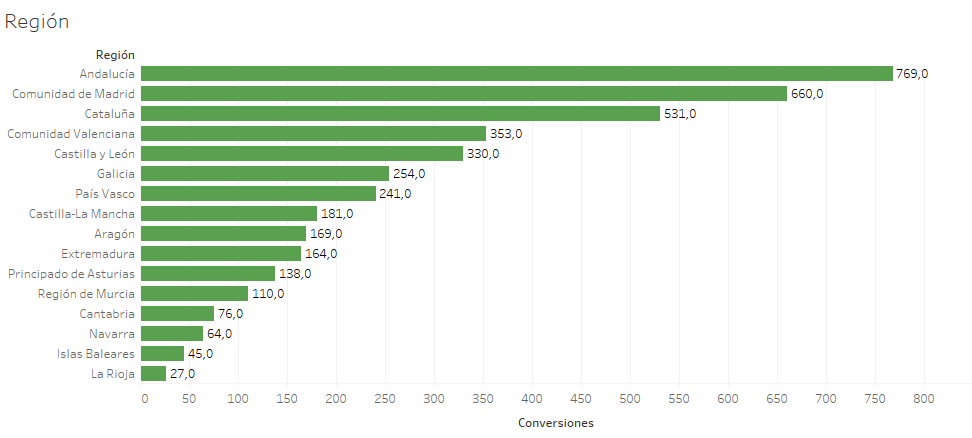 Región
Región
Andalucía 769,0
Comunidad de Madrid 660,0
Cataluña 531,0
Comunidad Valenciana 353,0
Castilla y León 330,0
Galicia 254,0
País Vasco 241,0
Castilla-La Mancha 181,0
Aragón 169,0
Extremadura 164,0
Principado de Asturias 138,0
Región de Murcia 110,0
Cantabria 76,0
Navarra 64,0
Islas Baleares 45,0
La Rioja 27,0
0 50 100 150 200 250 300 350 400 450 500 550 600 650 700 750 800
Conversiones